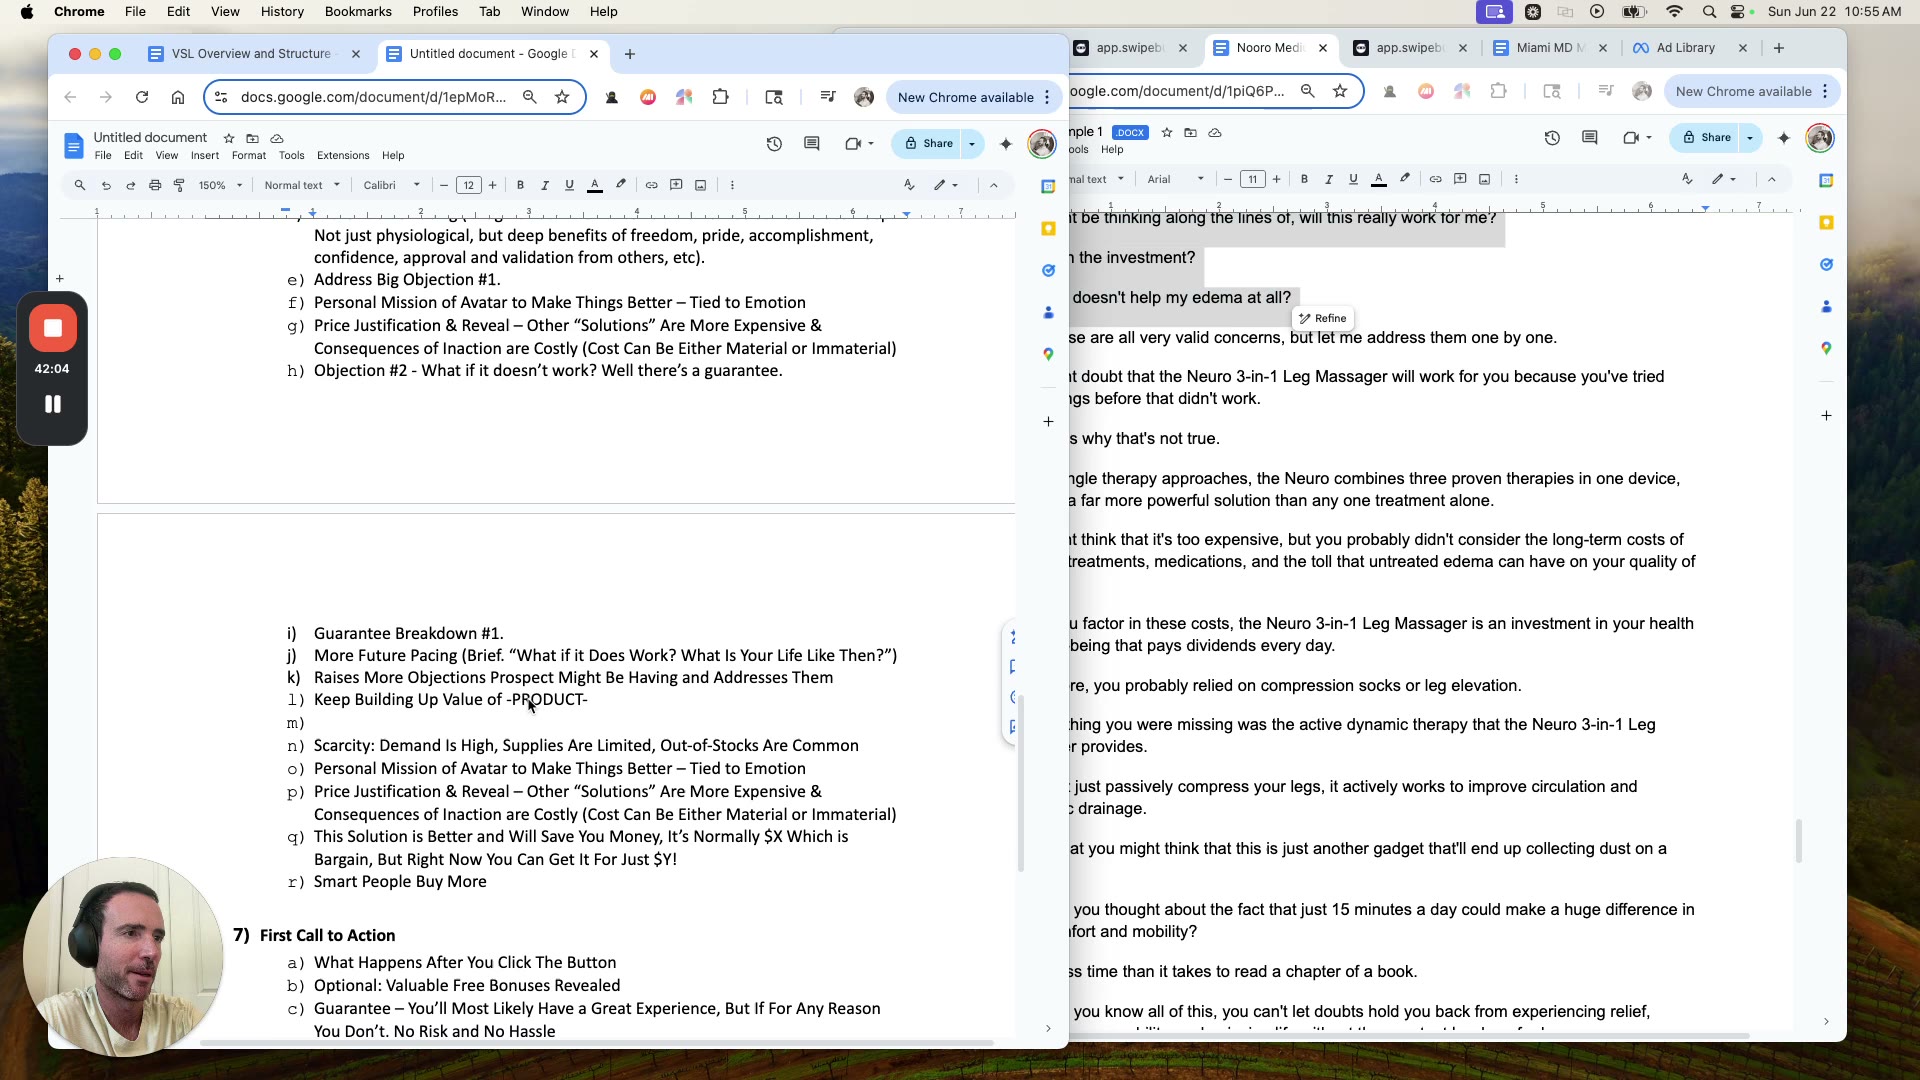 Chrome File Edit View History Bookmarks Profiles Tab Window Help
Sun Jun 22 10:55 AM
VSL Overview and Structure
Untitled document - Google
docs.google.com/document/d/1epMoR...
New Chrome available
Untitled document
File Edit View Insert Format Tools Extensions Help
Share
150% Normal text Calibri 12
1 1 2 3 4 5 6 7
Not just physiological, but deep benefits of freedom, pride, accomplishment,
confidence, approval and validation from others, etc).
e) Address Big Objection #1.
f) Personal Mission of Avatar to Make Things Better – Tied to Emotion
g) Price Justification & Reveal – Other “Solutions” Are More Expensive &
Consequences of Inaction are Costly (Cost Can Be Either Material or Immaterial)
h) Objection #2 - What if it doesn’t work? Well there’s a guarantee.
42:04
i) Guarantee Breakdown #1.
j) More Future Pacing (Brief. “What if it Does Work? What Is Your Life Like Then?”)
k) Raises More Objections Prospect Might Be Having and Addresses Them
l) Keep Building Up Value of -PRODUCT-
m)
n) Scarcity: Demand Is High, Supplies Are Limited, Out-of-Stocks Are Common
o) Personal Mission of Avatar to Make Things Better – Tied to Emotion
p) Price Justification & Reveal – Other “Solutions” Are More Expensive &
Consequences of Inaction are Costly (Cost Can Be Either Material or Immaterial)
q) This Solution is Better and Will Save You Money, It’s Normally $X Which is
Bargain, But Right Now You Can Get It For Just $Y!
r) Smart People Buy More
7) First Call to Action
a) What Happens After You Click The Button
b) Optional: Valuable Free Bonuses Revealed
c) Guarantee – You’ll Most Likely Have a Great Experience, But If For Any Reason
You Don’t. No Risk and No Hassle
app.swipeb
Nooro Medi
app.swipeb
Miami MD M
Ad Library
oogle.com/document/d/1piQ6P...
New Chrome available
mple 1 .DOCX
ools Help
Share
mal text Arial 11
1 2 3 4 5 6 7
t be thinking along the lines of, will this really work for me?
the investment?
doesn't help my edema at all?
Refine
se are all very valid concerns, but let me address them one by one.
t doubt that the Neuro 3-in-1 Leg Massager will work for you because you've tried
ngs before that didn't work.
s why that's not true.
ngle therapy approaches, the Neuro combines three proven therapies in one device,
a far more powerful solution than any one treatment alone.
t think that it's too expensive, but you probably didn't consider the long-term costs of
treatments, medications, and the toll that untreated edema can have on your quality of
u factor in these costs, the Neuro 3-in-1 Leg Massager is an investment in your health
being that pays dividends every day.
re, you probably relied on compression socks or leg elevation.
thing you were missing was the active dynamic therapy that the Neuro 3-in-1 Leg
r provides.
just passively compress your legs, it actively works to improve circulation and
c drainage.
at you might think that this is just another gadget that'll end up collecting dust on a
you thought about the fact that just 15 minutes a day could make a huge difference in
fort and mobility?
ss time than it takes to read a chapter of a book.
you know all of this, you can't let doubts hold you back from experiencing relief,